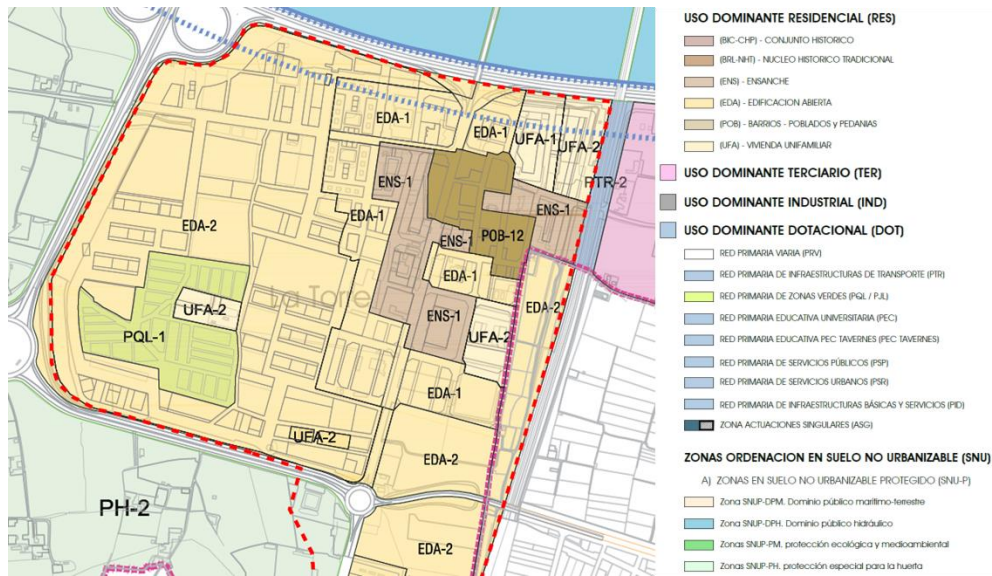 EDA-1
EDA-1
UFA-1
UFA-2
ENS-1
PTR-2
EDA-1
ENS-1
EDA-2
ENS-1
POB-12
EDA-1
La Torre
UFA-2
ENS-1
EDA-2
PQL-1
UFA-2
EDA-1
UFA-2
EDA-2
PH-2
EDA-2
USO DOMINANTE RESIDENCIAL (RES)
(BIC-CHP) - CONJUNTO HISTORICO
(BRL-NHT) - NUCLEO HISTORICO TRADICIONAL
(ENS) - ENSANCHE
(EDA) - EDIFICACION ABIERTA
(POB) - BARRIOS - POBLADOS y PEDANIAS
(UFA) - VIVIENDA UNIFAMILIAR
USO DOMINANTE TERCIARIO (TER)
USO DOMINANTE INDUSTRIAL (IND)
USO DOMINANTE DOTACIONAL (DOT)
RED PRIMARIA VIARIA (PRV)
RED PRIMARIA DE INFRAESTRUCTURAS DE TRANSPORTE (PTR)
RED PRIMARIA DE ZONAS VERDES (PQL / PJL)
RED PRIMARIA EDUCATIVA UNIVERSITARIA (PEC)
RED PRIMARIA EDUCATIVA PEC TAVERNES (PEC TAVERNES)
RED PRIMARIA DE SERVICIOS PÚBLICOS (PSP)
RED PRIMARIA DE SERVICIOS URBANOS (PSR)
RED PRIMARIA DE INFRAESTRUCTURAS BÁSICAS Y SERVICIOS (PID)
ZONA ACTUACIONES SINGULARES (ASG)
ZONAS ORDENACION EN SUELO NO URBANIZABLE (SNU)
A) ZONAS EN SUELO NO URBANIZABLE PROTEGIDO (SNU-P)
Zona SNUP-DPM. Dominio público marítimo-terrestre
Zona SNUP-DPH. Dominio público hidráulico
Zonas SNUP-PM. protección ecológica y medioambiental
Zonas SNUP-PH. protección especial para la huerta